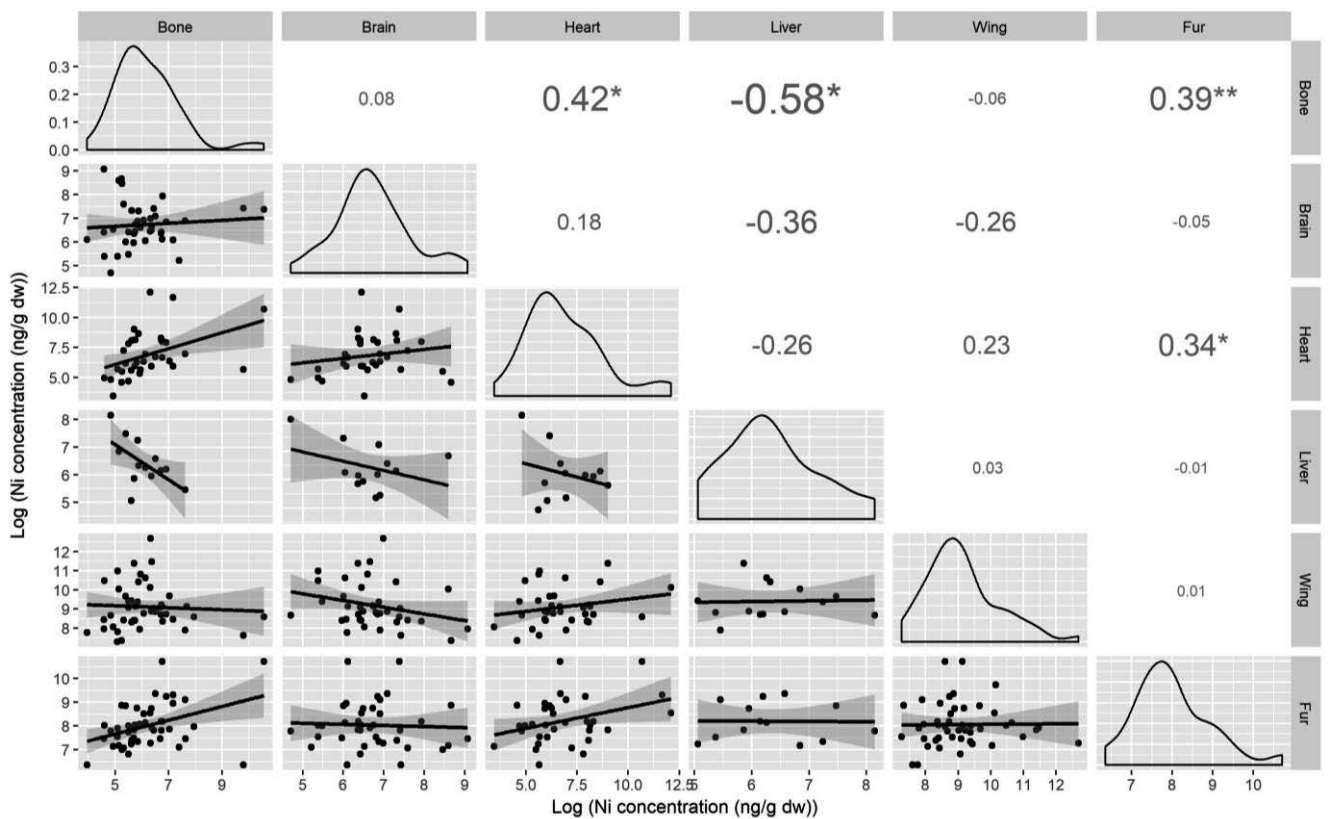 Bone Brain Heart Liver Wing Fur
0.3
0.2
0.1
0.0
0.08 0.42* -0.58* -0.06 0.39**
Bone
9
8
7
6
5
0.18 -0.36 -0.26 -0.05
Brain
12.5
10.0
7.5
5.0
-0.26 0.23 0.34*
Heart
8
7
6
5
0.03 -0.01
Liver
12
11
10
9
8
0.01
Wing
10
9
8
7
Fur
5 7 9 5 6 7 8 9 5.0 7.5 10.0 12.5 5 6 7 8 8 9 10 11 12 7 8 9 10
Log (Ni concentration (ng/g dw))
Log (Ni concentration (ng/g dw))